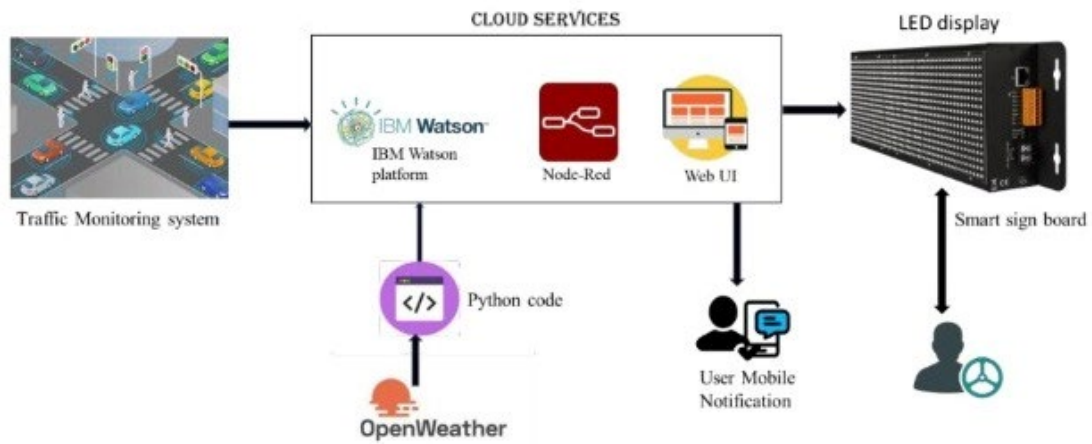 CLOUD SERVICES
LED display
IBM Watson
IBM Watson
platform
Node-Red
Web UI
Traffic Monitoring system
Smart sign board
</>
Python code
User Mobile
Notification
OpenWeather